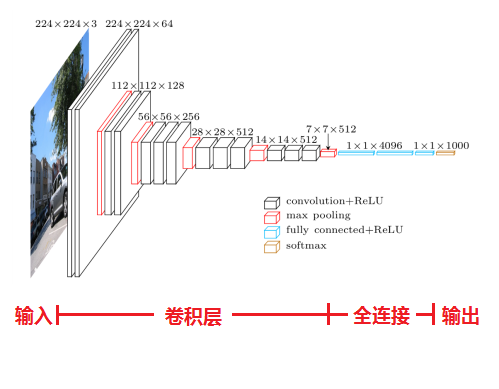 224×224×3 224×224×64
112×112×128
56×56×256
28×28×512
14×14×512
7×7×512
1×1×4096 1×1×1000
convolution+ReLU
max pooling
fully connected+ReLU
softmax
输入 卷积层 全连接 输出